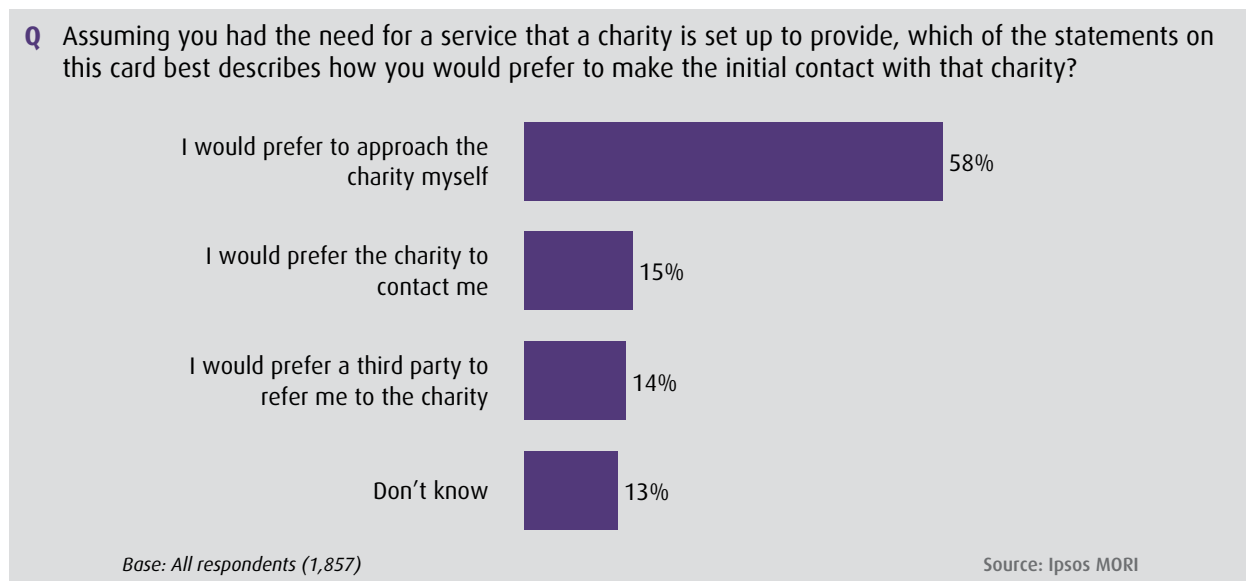 Q Assuming you had the need for a service that a charity is set up to provide, which of the statements on
this card best describes how you would prefer to make the initial contact with that charity?
I would prefer to approach the
charity myself
58%
I would prefer the charity to
contact me
15%
I would prefer a third party to
refer me to the charity
14%
Don’t know
13%
Base: All respondents (1,857)
Source: Ipsos MORI